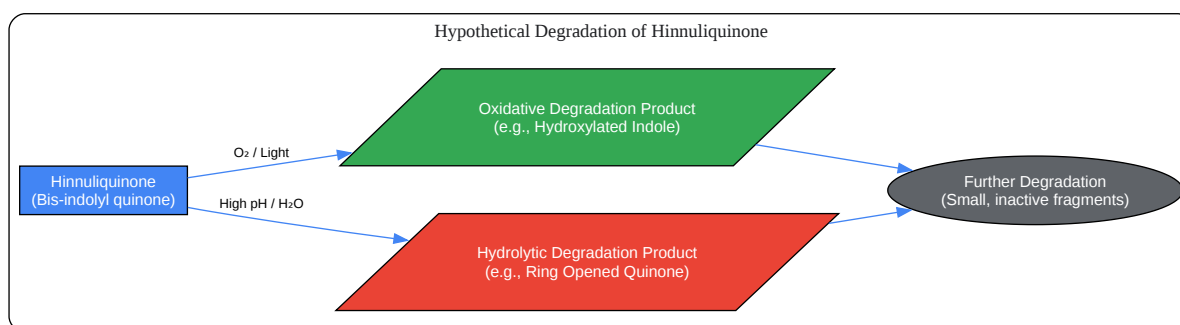 Hypothetical Degradation of Hinnuliquinone
Oxidative Degradation Product
(e.g., Hydroxylated Indole)
O₂ / Light
Hinnuliquinone
(Bis-indolyl quinone)
Further Degradation
(Small, inactive fragments)
High pH / H₂O
Hydrolytic Degradation Product
(e.g., Ring Opened Quinone)